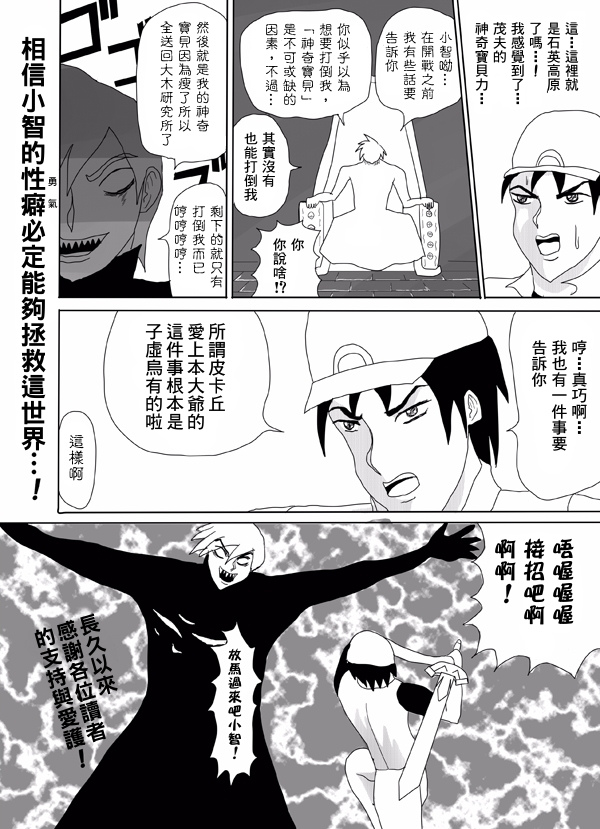 這…這裡就
是石英高原
了嗎…！
我感覺到了…
茂夫的
神奇寶貝力…
小智呦…
在開戰之前
我有些話要
告訴你
你似乎以為
想要打倒我，
「神奇寶貝」
是不可或缺的
因素，不過…
其實沒有
也能打倒我
你
你說啥!?
然後就是我的神奇
寶貝因為瘦了所以
全送回大木研究所了
剩下的就只有
打倒我而已
哼哼哼哼…
相信小智的性癖必定能夠拯救這世界…！
勇氣
哼…真巧啊…
我也有一件事要
告訴你
所謂皮卡丘
愛上本大爺的
這件事根本是
子虛烏有的啦
這樣啊
唔喔喔喔
接招吧啊
啊啊！
放馬過來吧小智！
長久以來
感謝各位讀者
的支持與愛護！